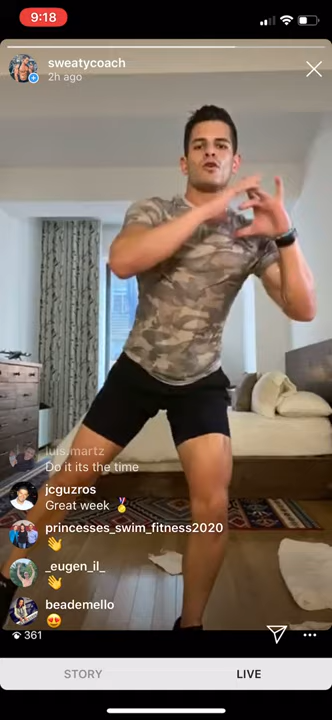 9:18
sweatycoach
2h ago
luis.martz
Do it its the time
jcguzros
Great week
princesses_swim_fitness2020
_eugen_il_
beademello
361
STORY
LIVE